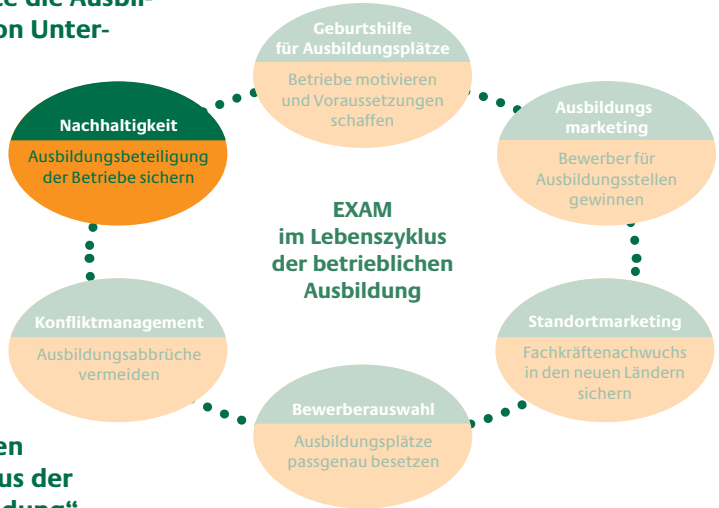 e die Ausbil-
on Unter-
Geburtshilfe
für Ausbildungsplätze
Betriebe motivieren
und Voraussetzungen
schaffen
Ausbildungs
marketing
Bewerber für
Ausbildungsstellen
gewinnen
Standortmarketing
Fachkräftenachwuchs
in den neuen Ländern
sichern
Bewerberauswahl
Ausbildungsplätze
passgenau besetzen
Konfliktmanagement
Ausbildungsabbrüche
vermeiden
Nachhaltigkeit
Ausbildungsbeteiligung
der Betriebe sichern
EXAM
im Lebenszyklus
der betrieblichen
Ausbildung
en
us der
dung“